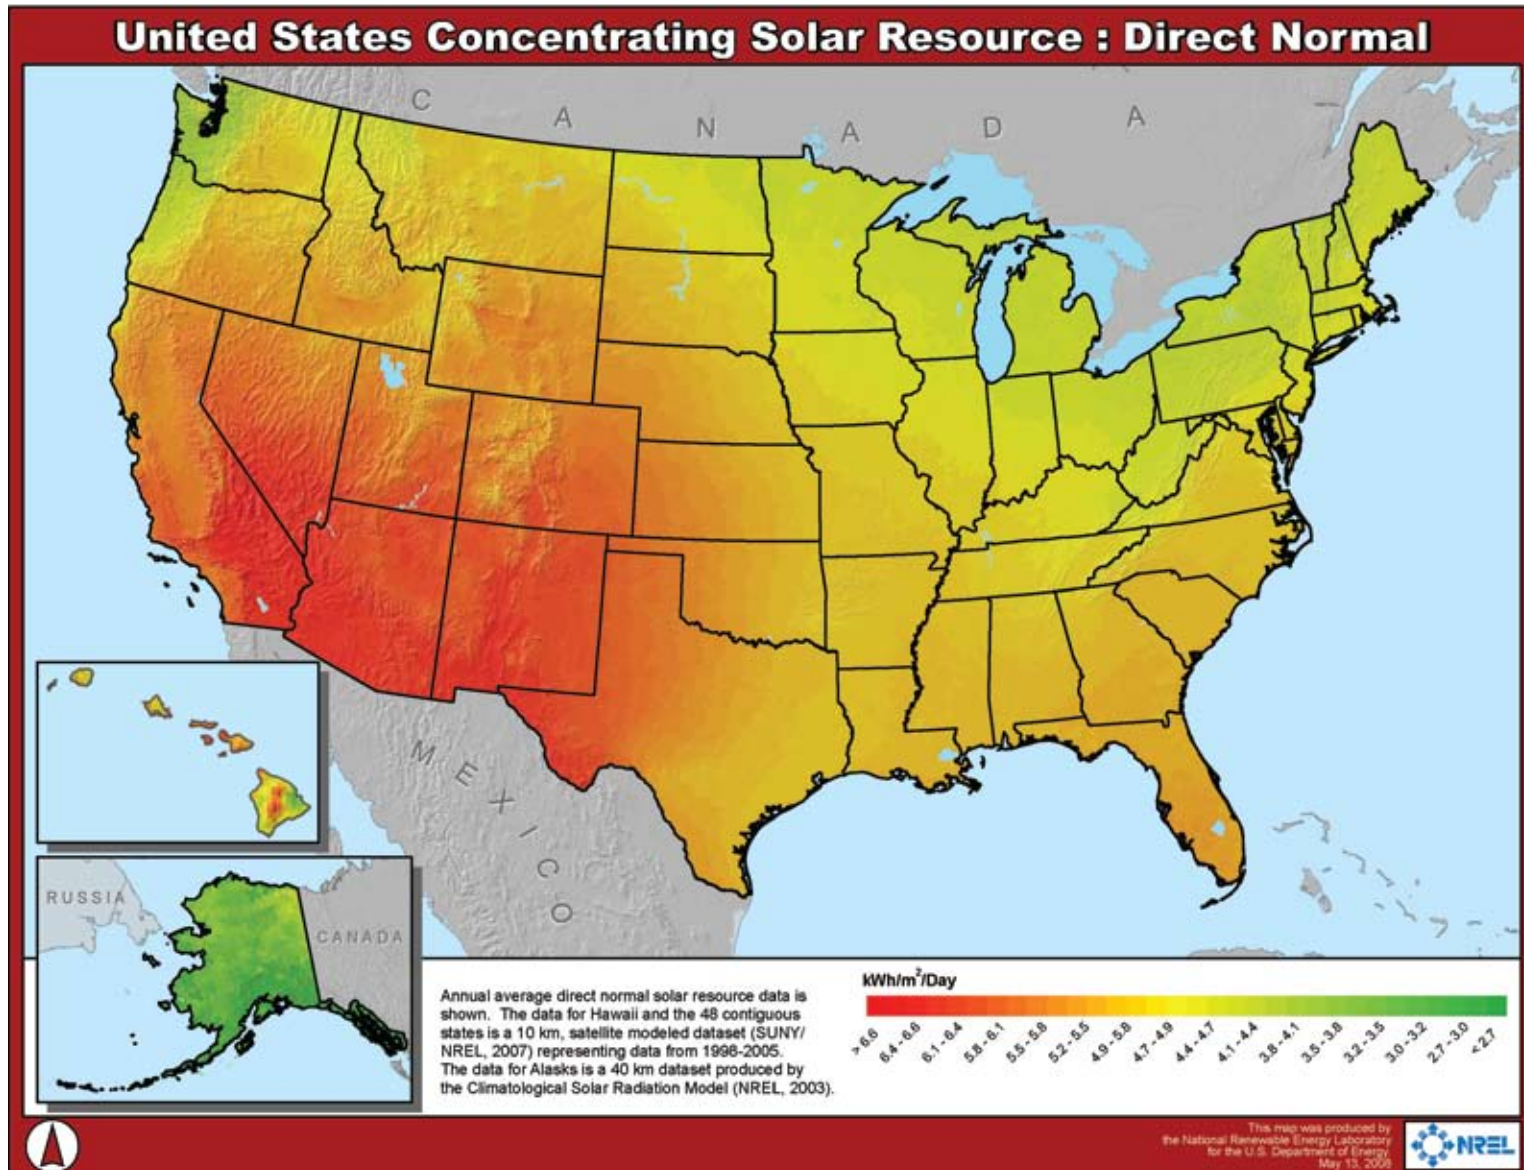 United States Concentrating Solar Resource : Direct Normal
C A N A D A
M E X I C O
RUSSIA
CANADA
Annual average direct normal solar resource data is
shown. The data for Hawaii and the 48 contiguous
states is a 10 km, satellite modeled dataset (SUNY/
NREL, 2007) representing data from 1998-2005.
The data for Alasks is a 40 km dataset produced by
the Climatological Solar Radiation Model (NREL, 2003).
kWh/m²/Day
> 6.6
6.4 - 6.6
6.1 - 6.4
5.8 - 6.1
5.5 - 5.8
5.2 - 5.5
4.9 - 5.8
4.7 - 4.9
4.4 - 4.7
4.1 - 4.4
3.8 - 4.1
3.5 - 3.8
3.2 - 3.5
3.0 - 3.2
2.7 - 3.0
< 2.7
This map was produced by
the National Renewable Energy Laboratory
for the U.S. Department of Energy.
May 13, 2008
NREL